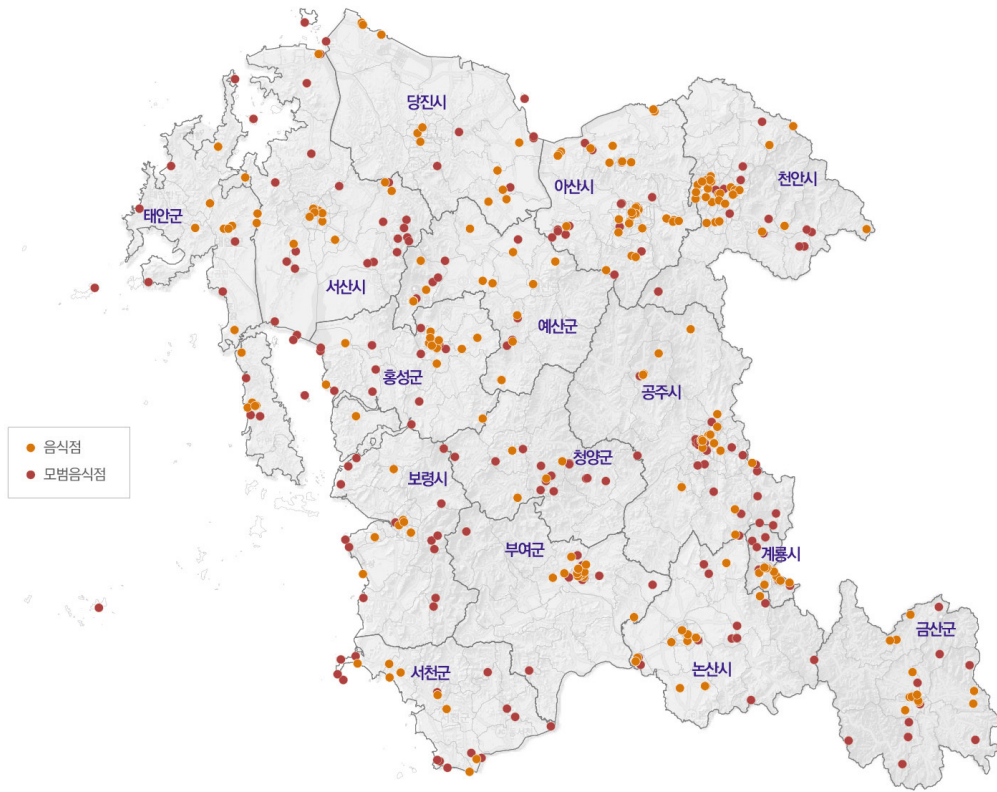 당진시
아산시
천안시
태안군
서산시
예산군
홍성군
공주시
음식점
모범음식점
청양군
보령시
부여군
계룡시
금산군
서천군
논산시